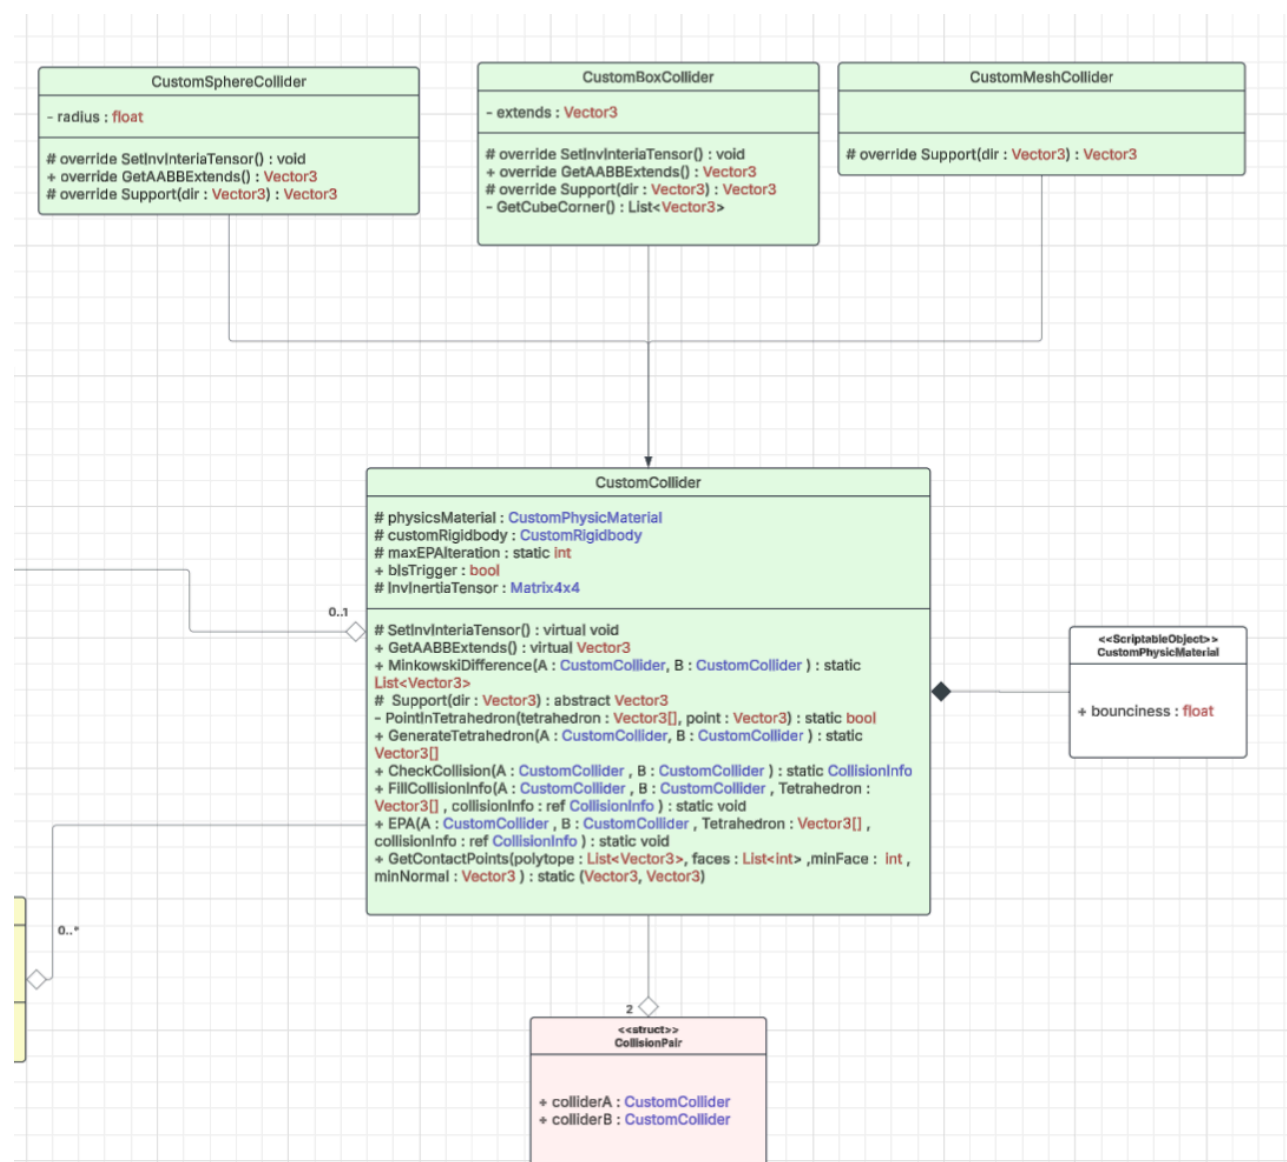 CustomSphereCollider
- radius : float
# override SetInvInteriaTensor() : void
+ override GetAABBExtends() : Vector3
# override Support(dir : Vector3) : Vector3
CustomBoxCollider
- extends : Vector3
# override SetInvInteriaTensor() : void
+ override GetAABBExtends() : Vector3
# override Support(dir : Vector3) : Vector3
- GetCubeCorner() : List<Vector3>
CustomMeshCollider
# override Support(dir : Vector3) : Vector3
CustomCollider
# physicsMaterial : CustomPhysicMaterial
# customRigidbody : CustomRigidbody
# maxEPAIteration : static int
+ bIsTrigger : bool
# InvInertiaTensor : Matrix4x4
# SetInvInteriaTensor() : virtual void
+ GetAABBExtends() : virtual Vector3
+ MinkowskiDifference(A : CustomCollider, B : CustomCollider ) : static
List<Vector3>
# Support(dir : Vector3) : abstract Vector3
- PointInTetrahedron(tetrahedron : Vector3[], point : Vector3) : static bool
+ GenerateTetrahedron(A : CustomCollider, B : CustomCollider ) : static
Vector3[]
+ CheckCollision(A : CustomCollider , B : CustomCollider ) : static CollisionInfo
+ FillCollisionInfo(A : CustomCollider , B : CustomCollider , Tetrahedron :
Vector3[] , collisionInfo : ref CollisionInfo ) : static void
+ EPA(A : CustomCollider , B : CustomCollider , Tetrahedron : Vector3[] ,
collisionInfo : ref CollisionInfo ) : static void
+ GetContactPoints(polytope : List<Vector3>, faces : List<int> ,minFace : int ,
minNormal : Vector3 ) : static (Vector3, Vector3)
0..1
<<ScriptableObject>>
CustomPhysicMaterial
+ bounciness : float
0..*
2
<<struct>>
CollisionPair
+ colliderA : CustomCollider
+ colliderB : CustomCollider